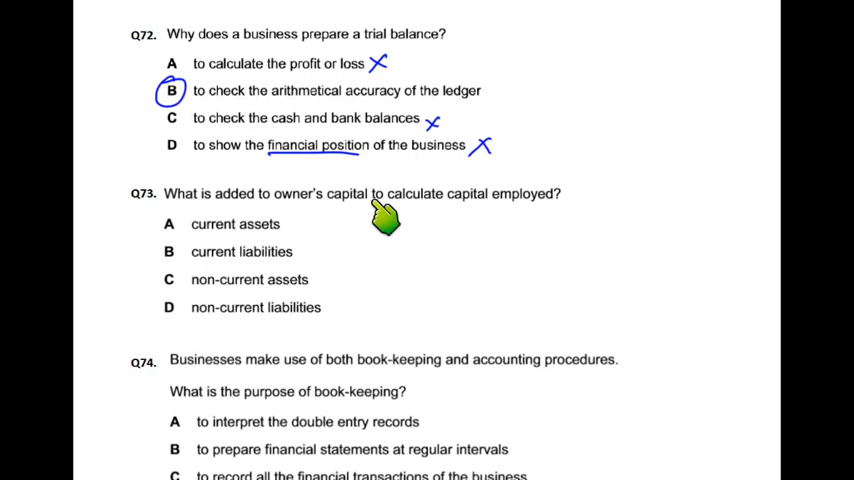 Q72. Why does a business prepare a trial balance?
A to calculate the profit or loss
B to check the arithmetical accuracy of the ledger
C to check the cash and bank balances
D to show the financial position of the business
Q73. What is added to owner's capital to calculate capital employed?
A current assets
B current liabilities
C non-current assets
D non-current liabilities
Q74. Businesses make use of both book-keeping and accounting procedures.
What is the purpose of book-keeping?
A to interpret the double entry records
B to prepare financial statements at regular intervals
C to record all the financial transactions of the business